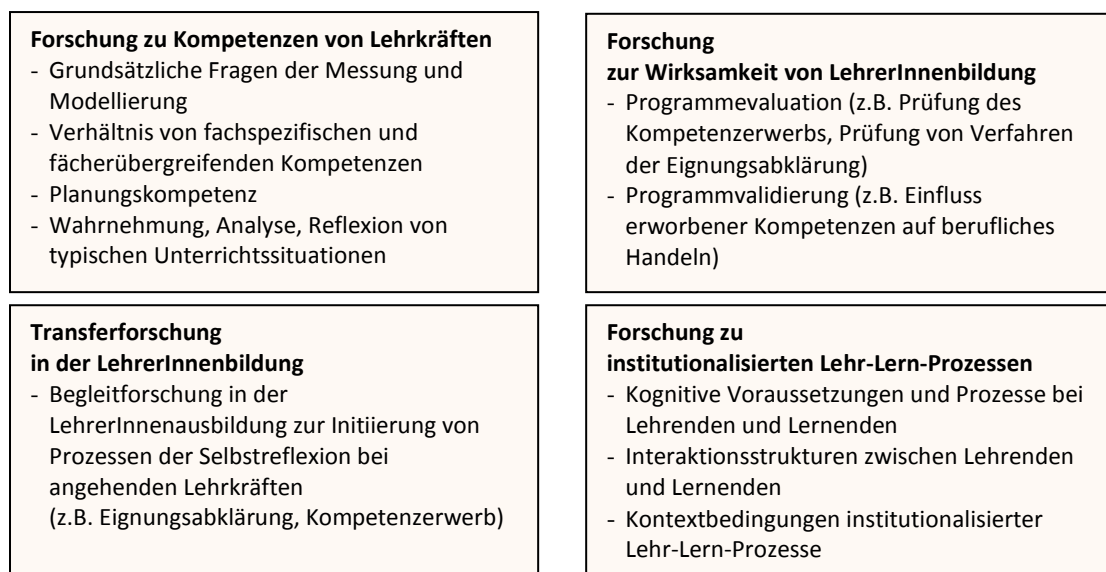 Forschung zu Kompetenzen von Lehrkräften
- Grundsätzliche Fragen der Messung und
Modellierung
- Verhältnis von fachspezifischen und
fächerübergreifenden Kompetenzen
- Planungskompetenz
- Wahrnehmung, Analyse, Reflexion von
typischen Unterrichtssituationen
Forschung
zur Wirksamkeit von LehrerInnenbildung
- Programmevaluation (z.B. Prüfung des
Kompetenzerwerbs, Prüfung von Verfahren
der Eignungsabklärung)
- Programmvalidierung (z.B. Einfluss
erworbener Kompetenzen auf berufliches
Handeln)
Transferforschung
in der LehrerInnenbildung
- Begleitforschung in der
LehrerInnenausbildung zur Initiierung von
Prozessen der Selbstreflexion bei
angehenden Lehrkräften
(z.B. Eignungsabklärung, Kompetenzerwerb)
Forschung zu
institutionalisierten Lehr-Lern-Prozessen
- Kognitive Voraussetzungen und Prozesse bei
Lehrenden und Lernenden
- Interaktionsstrukturen zwischen Lehrenden
und Lernenden
- Kontextbedingungen institutionalisierter
Lehr-Lern-Prozesse